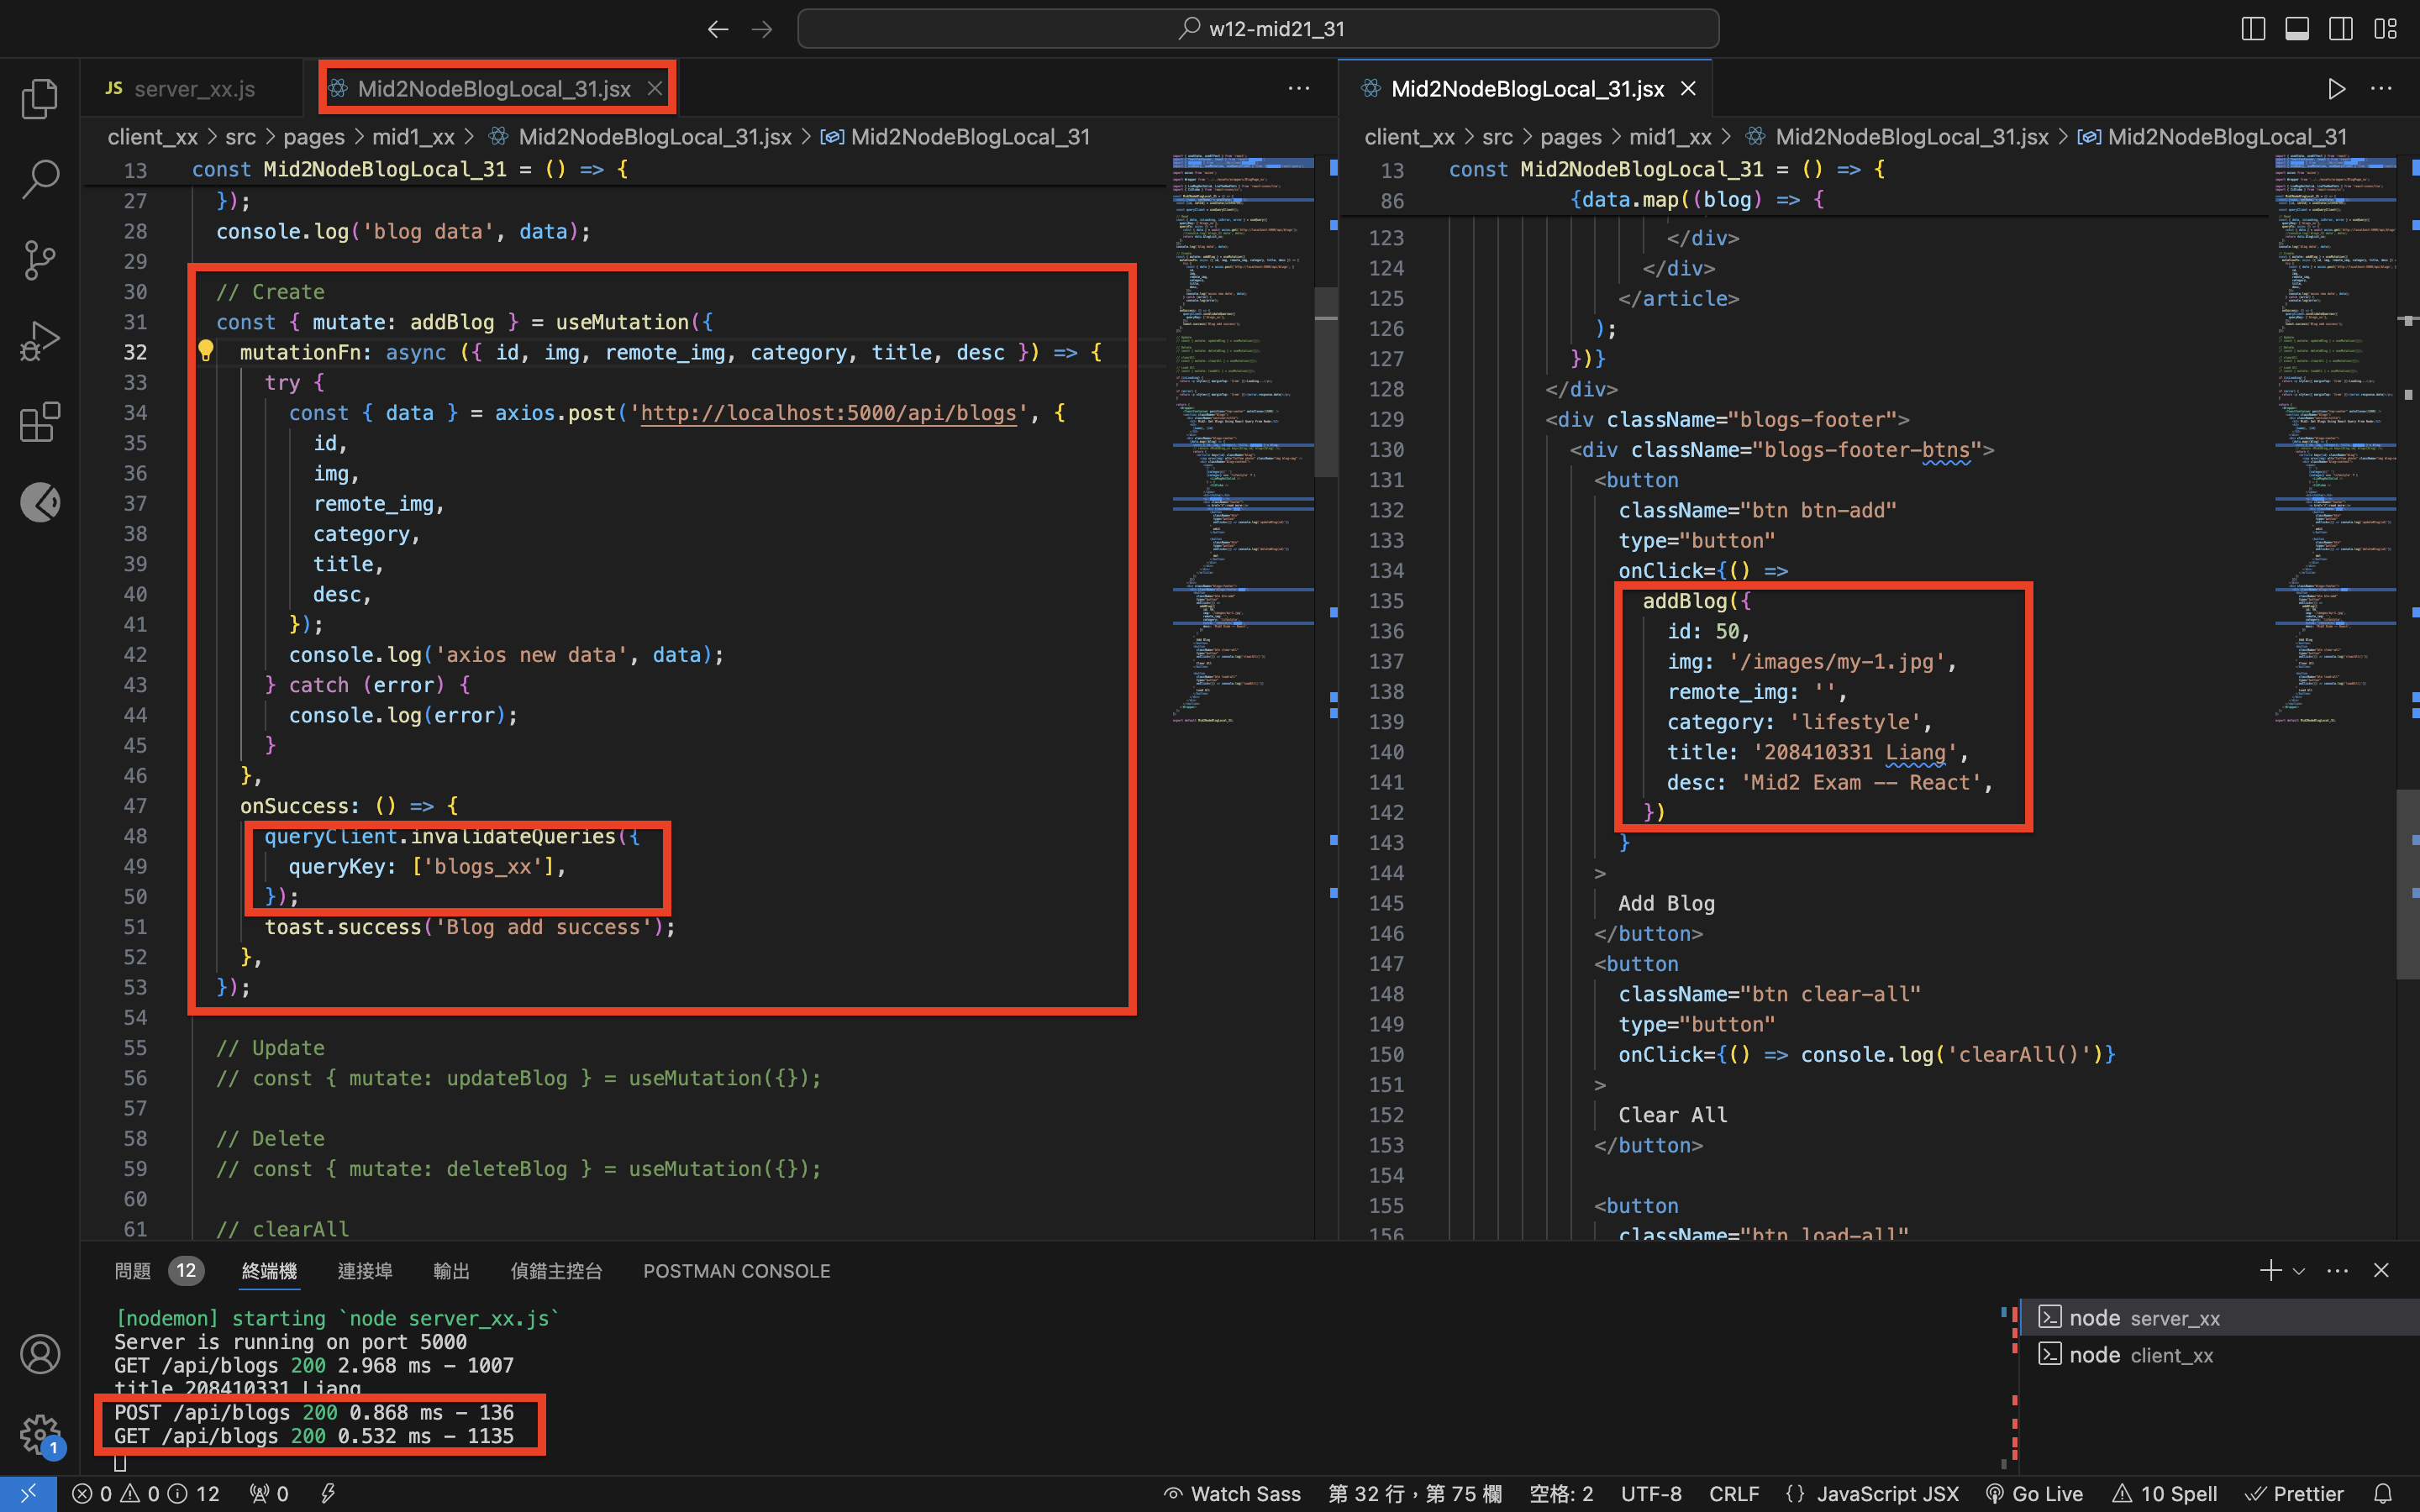 w12-mid21_31
JS server_xx.js
Mid2NodeBlogLocal_31.jsx
Mid2NodeBlogLocal_31.jsx
client_xx > src > pages > mid1_xx > Mid2NodeBlogLocal_31.jsx > Mid2NodeBlogLocal_31
13 const Mid2NodeBlogLocal_31 = () => {
27 });
28 console.log('blog data', data);
29
30 // Create
31 const { mutate: addBlog } = useMutation({
32 mutationFn: async ({ id, img, remote_img, category, title, desc }) => {
33 try {
34 const { data } = axios.post('http://localhost:5000/api/blogs', {
35 id,
36 img,
37 remote_img,
38 category,
39 title,
40 desc,
41 });
42 console.log('axios new data', data);
43 } catch (error) {
44 console.log(error);
45 }
46 },
47 onSuccess: () => {
48 queryClient.invalidateQueries({
49 queryKey: ['blogs_xx'],
50 });
51 toast.success('Blog add success');
52 },
53 });
54
55 // Update
56 // const { mutate: updateBlog } = useMutation({});
57
58 // Delete
59 // const { mutate: deleteBlog } = useMutation({});
60
61 // clearAll
client_xx > src > pages > mid1_xx > Mid2NodeBlogLocal_31.jsx > Mid2NodeBlogLocal_31
13 const Mid2NodeBlogLocal_31 = () => {
86 {data.map((blog) => {
123 </div>
124 </div>
125 </article>
126 );
127 })}
128 </div>
129 <div className="blogs-footer">
130 <div className="blogs-footer-btns">
131 <button
132 className="btn btn-add"
133 type="button"
134 onClick={() =>
135 addBlog({
136 id: 50,
137 img: '/images/my-1.jpg',
138 remote_img: '',
139 category: 'lifestyle',
140 title: '208410331 Liang',
141 desc: 'Mid2 Exam -- React',
142 })
143 }
144 >
145 Add Blog
146 </button>
147 <button
148 className="btn clear-all"
149 type="button"
150 onClick={() => console.log('clearAll()')}
151 >
152 Clear All
153 </button>
154
155 <button
156 className="btn load-all"
問題 12 終端機 連接埠 輸出 偵錯主控台 POSTMAN CONSOLE
[nodemon] starting `node server_xx.js`
Server is running on port 5000
GET /api/blogs 200 2.968 ms - 1007
title 208410331 Liang
POST /api/blogs 200 0.868 ms - 136
GET /api/blogs 200 0.532 ms - 1135
node server_xx
node client_xx
1
0 0 12 0 Watch Sass 第 32 行，第 75 欄 空格: 2 UTF-8 CRLF {} JavaScript JSX Go Live 10 Spell Prettier